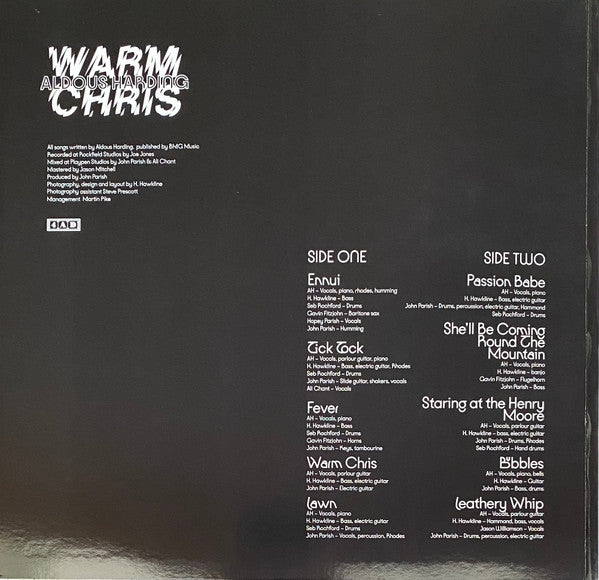 WARM
ALDOUS HARDING
CHRIS
All songs written by Aldous Harding, published by BMG Music
Recorded at Rockfield Studios by Joe Jones
Mixed at Playpen Studios by John Parish & Ali Chant
Mastered by Jason Mitchell
Produced by John Parish
Photography, design and layout by H. Hawkline
Photography assistant Steve Prescott
Management Martin Pike
4AD
SIDE ONE
Ennui
AH – Vocals, piano, rhodes, humming
H. Hawkline – Bass
Seb Rochford – Drums
Gavin Fitzjohn – Baritone sax
Hopey Parish – Vocals
John Parish – Humming
Tick Tock
AH – Vocals, parlour guitar, piano
H. Hawkline – Bass, electric guitar, Rhodes
Seb Rochford – Drums
John Parish – Slide guitar, shakers, vocals
Ali Chant – Vocals
Fever
AH – Vocals, piano
H. Hawkline – Bass
Seb Rochford – Drums
Gavin Fitzjohn – Horns
John Parish – Keys, tambourine
Warm Chris
AH – Vocals, parlour guitar
H. Hawkline – Bass, electric guitar
John Parish – Electric guitar
Lawn
AH – Vocals, piano
H. Hawkline – Bass, electric guitar
Seb Rochford – Drums
John Parish – Vocals, percussion, Rhodes
SIDE TWO
Passion Babe
AH – Vocals, piano
H. Hawkline – Bass, electric guitar
John Parish – Drums, percussion, electric guitar, Hammond
Seb Rochford – Drums
She'll Be Coming
Round The
Mountain
AH – Vocals, piano
H. Hawkline – banjo
Gavin Fitzjohn – Flugelhorn
John Parish – Bass
Staring at the Henry
Moore
AH – Vocals, parlour guitar
H. Hawkline – bass, electric guitar
John Parish – Drums, Rhodes
Seb Rochford – Hand drums
Bubbles
AH – Vocals, piano, bells
H. Hawkline – Guitar
John Parish – Bass, drums
Leathery Whip
AH – Vocals, parlour guitar
H. Hawkline – Hammond, bass, vocals
Jason Williamson – Vocals
John Parish – Drums, percussion, electric guitar